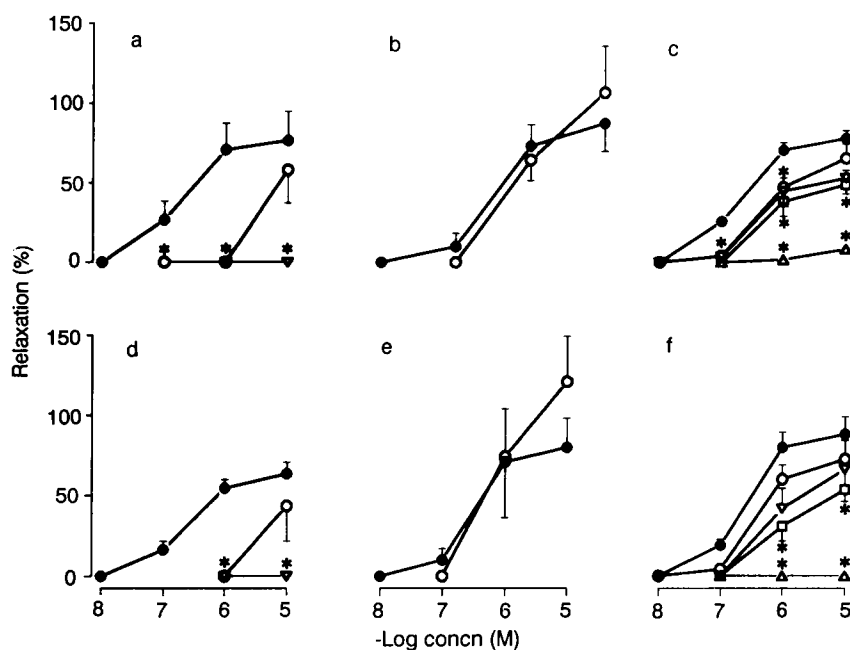 150
a
b
c
100
50
* * *
* * * * * *
0
Relaxation (%)
150
d
e
f
100
50
* *
* * * * *
0
8 7 6 5
8 7 6 5
8 7 6 5
-Log concn (M)